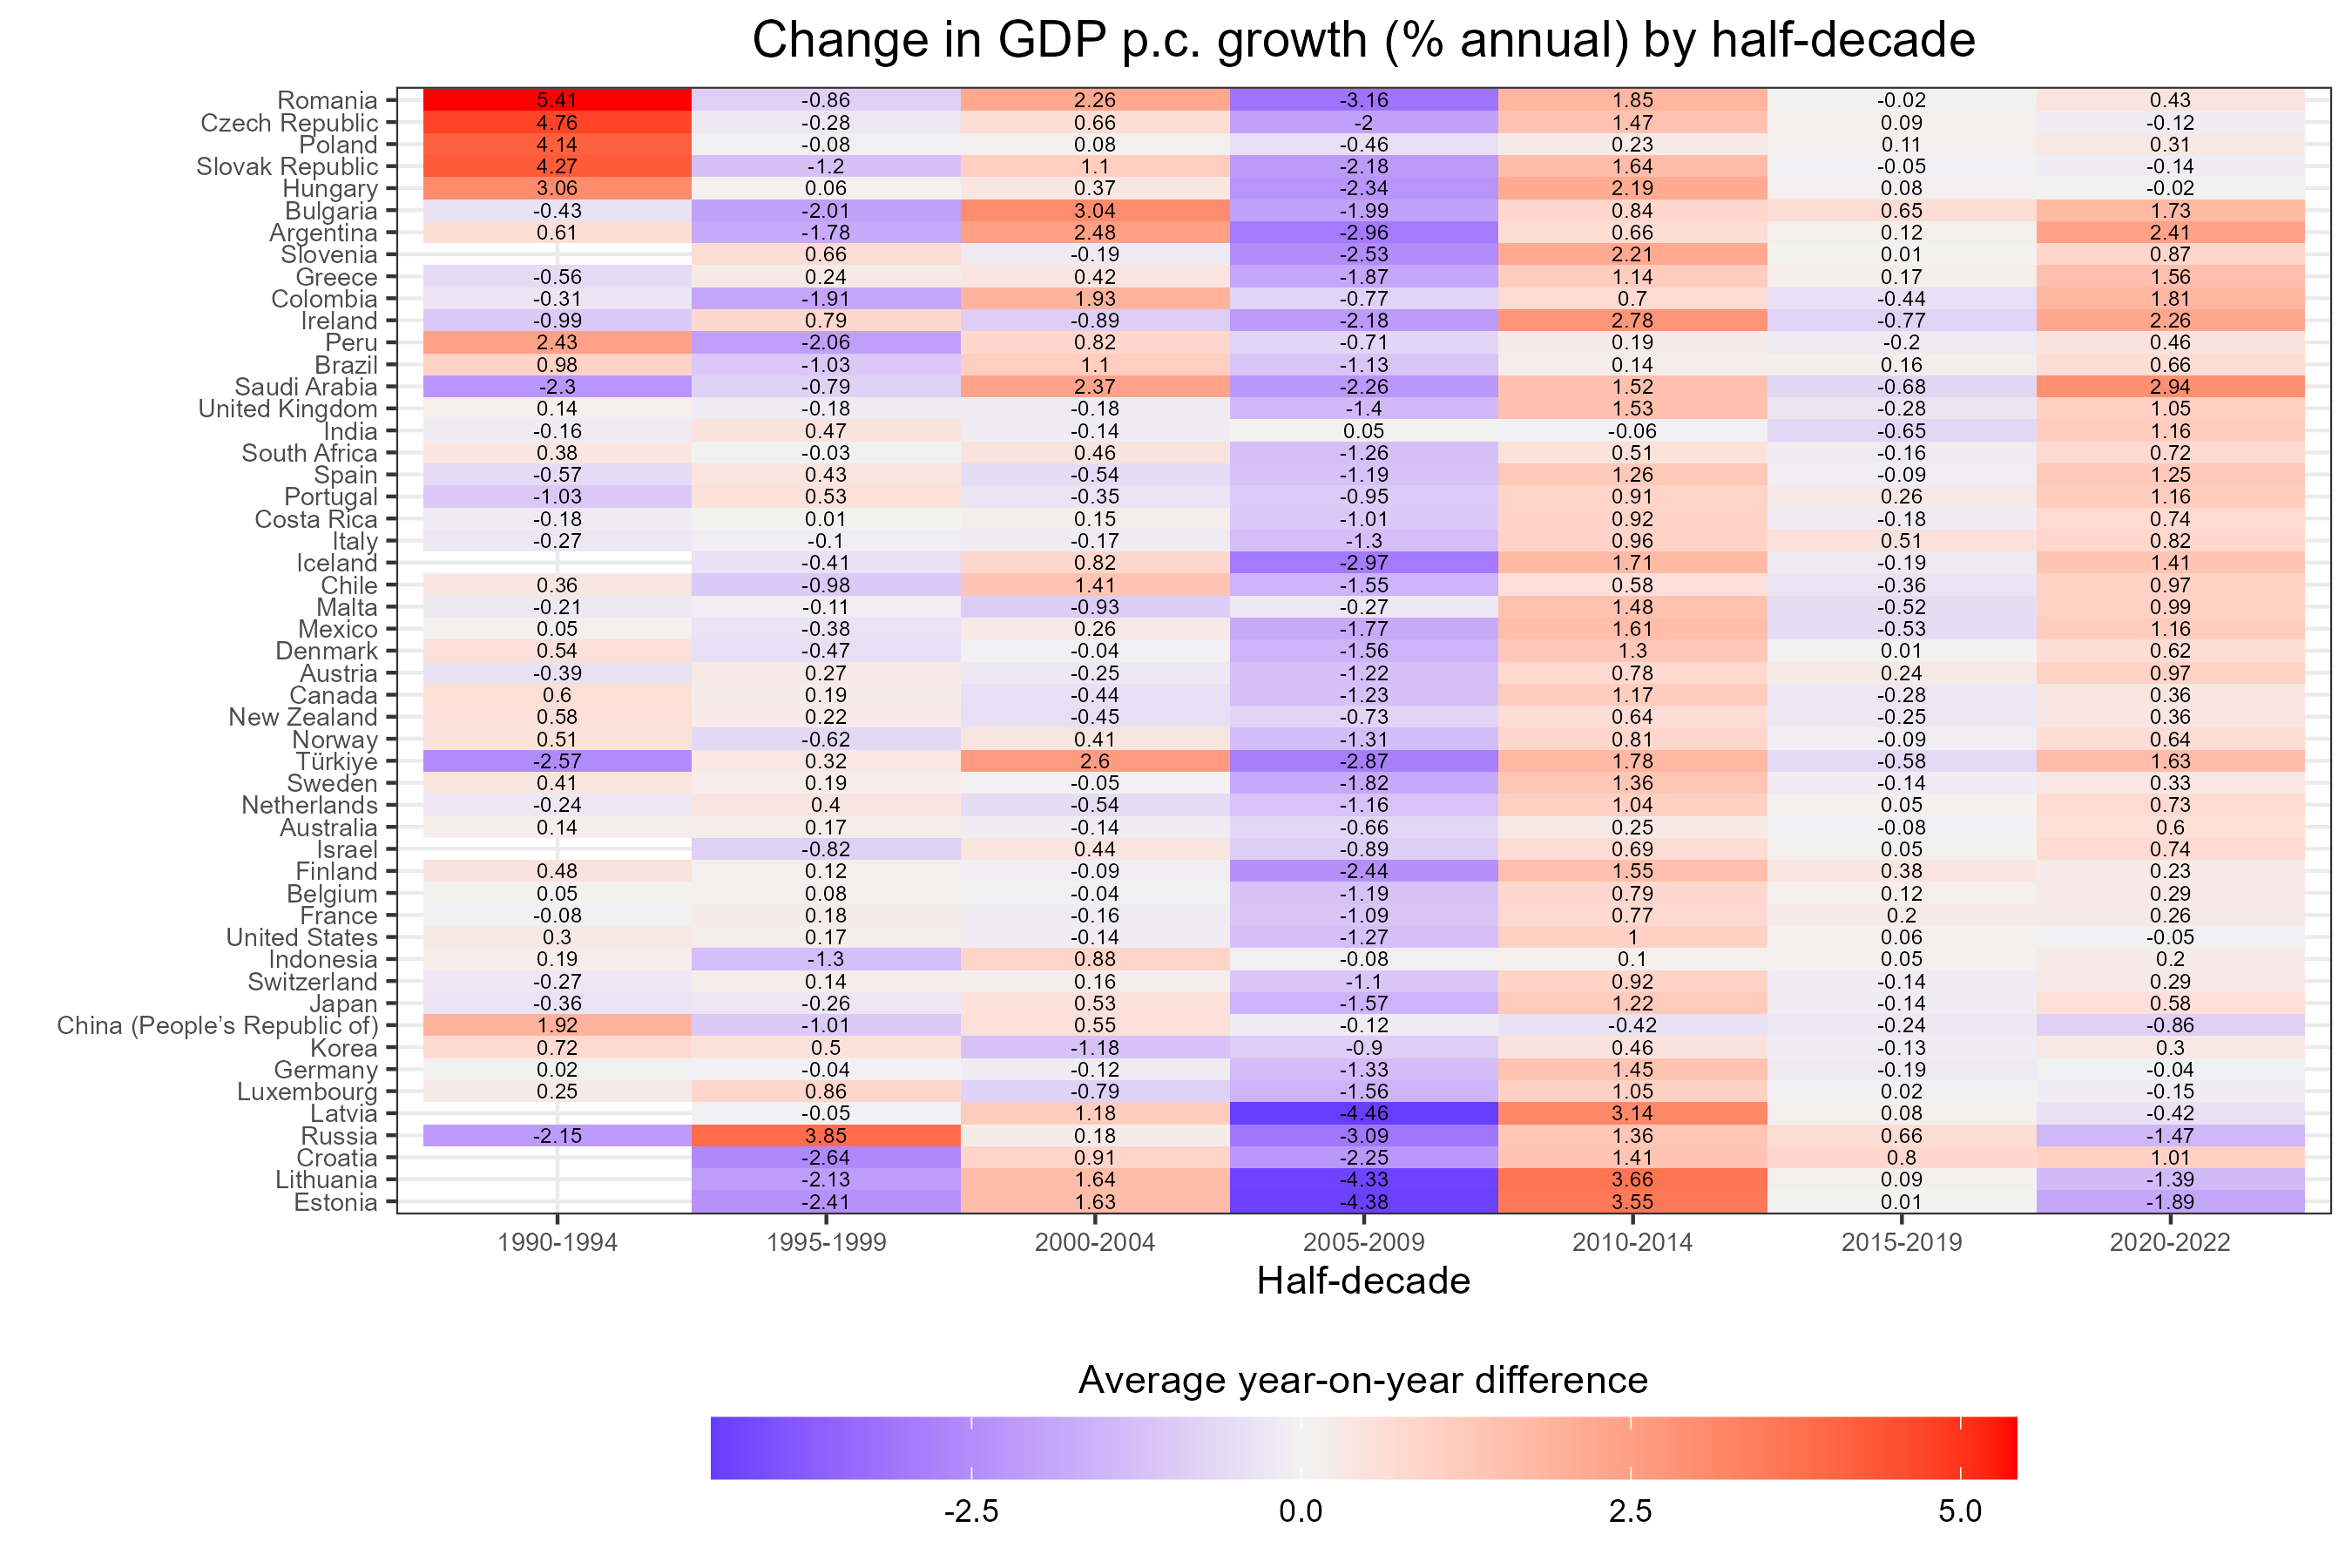 Change in GDP p.c. growth (% annual) by half-decade
Romania 5.41 -0.86 2.26 -3.16 1.85 -0.02 0.43
Czech Republic 4.76 -0.28 0.66 -2 1.47 0.09 -0.12
Poland 4.14 -0.08 0.08 -0.46 0.23 0.11 0.31
Slovak Republic 4.27 -1.2 1.1 -2.18 1.64 -0.05 -0.14
Hungary 3.06 0.06 0.37 -2.34 2.19 0.08 -0.02
Bulgaria -0.43 -2.01 3.04 -1.99 0.84 0.65 1.73
Argentina 0.61 -1.78 2.48 -2.96 0.66 0.12 2.41
Slovenia 0.66 -0.19 -2.53 2.21 0.01 0.87
Greece -0.56 0.24 0.42 -1.87 1.14 0.17 1.56
Colombia -0.31 -1.91 1.93 -0.77 0.7 -0.44 1.81
Ireland -0.99 0.79 -0.89 -2.18 2.78 -0.77 2.26
Peru 2.43 -2.06 0.82 -0.71 0.19 -0.2 0.46
Brazil 0.98 -1.03 1.1 -1.13 0.14 0.16 0.66
Saudi Arabia -2.3 -0.79 2.37 -2.26 1.52 -0.68 2.94
United Kingdom 0.14 -0.18 -0.18 -1.4 1.53 -0.28 1.05
India -0.16 0.47 -0.14 0.05 -0.06 -0.65 1.16
South Africa 0.38 -0.03 0.46 -1.26 0.51 -0.16 0.72
Spain -0.57 0.43 -0.54 -1.19 1.26 -0.09 1.25
Portugal -1.03 0.53 -0.35 -0.95 0.91 0.26 1.16
Costa Rica -0.18 0.01 0.15 -1.01 0.92 -0.18 0.74
Italy -0.27 -0.1 -0.17 -1.3 0.96 0.51 0.82
Iceland -0.41 0.82 -2.97 1.71 -0.19 1.41
Chile 0.36 -0.98 1.41 -1.55 0.58 -0.36 0.97
Malta -0.21 -0.11 -0.93 -0.27 1.48 -0.52 0.99
Mexico 0.05 -0.38 0.26 -1.77 1.61 -0.53 1.16
Denmark 0.54 -0.47 -0.04 -1.56 1.3 0.01 0.62
Austria -0.39 0.27 -0.25 -1.22 0.78 0.24 0.97
Canada 0.6 0.19 -0.44 -1.23 1.17 -0.28 0.36
New Zealand 0.58 0.22 -0.45 -0.73 0.64 -0.25 0.36
Norway 0.51 -0.62 0.41 -1.31 0.81 -0.09 0.64
Türkiye -2.57 0.32 2.6 -2.87 1.78 -0.58 1.63
Sweden 0.41 0.19 -0.05 -1.82 1.36 -0.14 0.33
Netherlands -0.24 0.4 -0.54 -1.16 1.04 0.05 0.73
Australia 0.14 0.17 -0.14 -0.66 0.25 -0.08 0.6
Israel -0.82 0.44 -0.89 0.69 0.05 0.74
Finland 0.48 0.12 -0.09 -2.44 1.55 0.38 0.23
Belgium 0.05 0.08 -0.04 -1.19 0.79 0.12 0.29
France -0.08 0.18 -0.16 -1.09 0.77 0.2 0.26
United States 0.3 0.17 -0.14 -1.27 1 0.06 -0.05
Indonesia 0.19 -1.3 0.88 -0.08 0.1 0.05 0.2
Switzerland -0.27 0.14 0.16 -1.1 0.92 -0.14 0.29
Japan -0.36 -0.26 0.53 -1.57 1.22 -0.14 0.58
China (People’s Republic of) 1.92 -1.01 0.55 -0.12 -0.42 -0.24 -0.86
Korea 0.72 0.5 -1.18 -0.9 0.46 -0.13 0.3
Germany 0.02 -0.04 -0.12 -1.33 1.45 -0.19 -0.04
Luxembourg 0.25 0.86 -0.79 -1.56 1.05 0.02 -0.15
Latvia -0.05 1.18 -4.46 3.14 0.08 -0.42
Russia -2.15 3.85 0.18 -3.09 1.36 0.66 -1.47
Croatia -2.64 0.91 -2.25 1.41 0.8 1.01
Lithuania -2.13 1.64 -4.33 3.66 0.09 -1.39
Estonia -2.41 1.63 -4.38 3.55 0.01 -1.89
1990-1994 1995-1999 2000-2004 2005-2009 2010-2014 2015-2019 2020-2022
Half-decade
Average year-on-year difference
-2.5 0.0 2.5 5.0